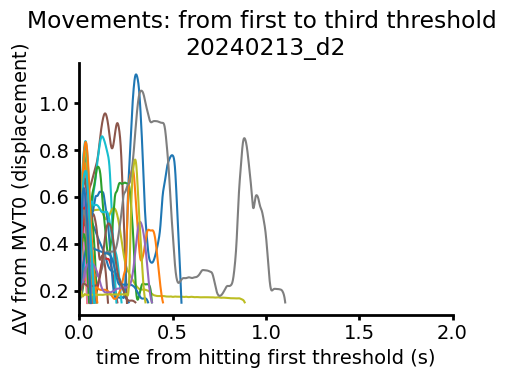 Movements: from first to third threshold
20240213_d2
ΔV from MVT0 (displacement)
1.0
0.8
0.6
0.4
0.2
0.0 0.5 1.0 1.5 2.0
time from hitting first threshold (s)